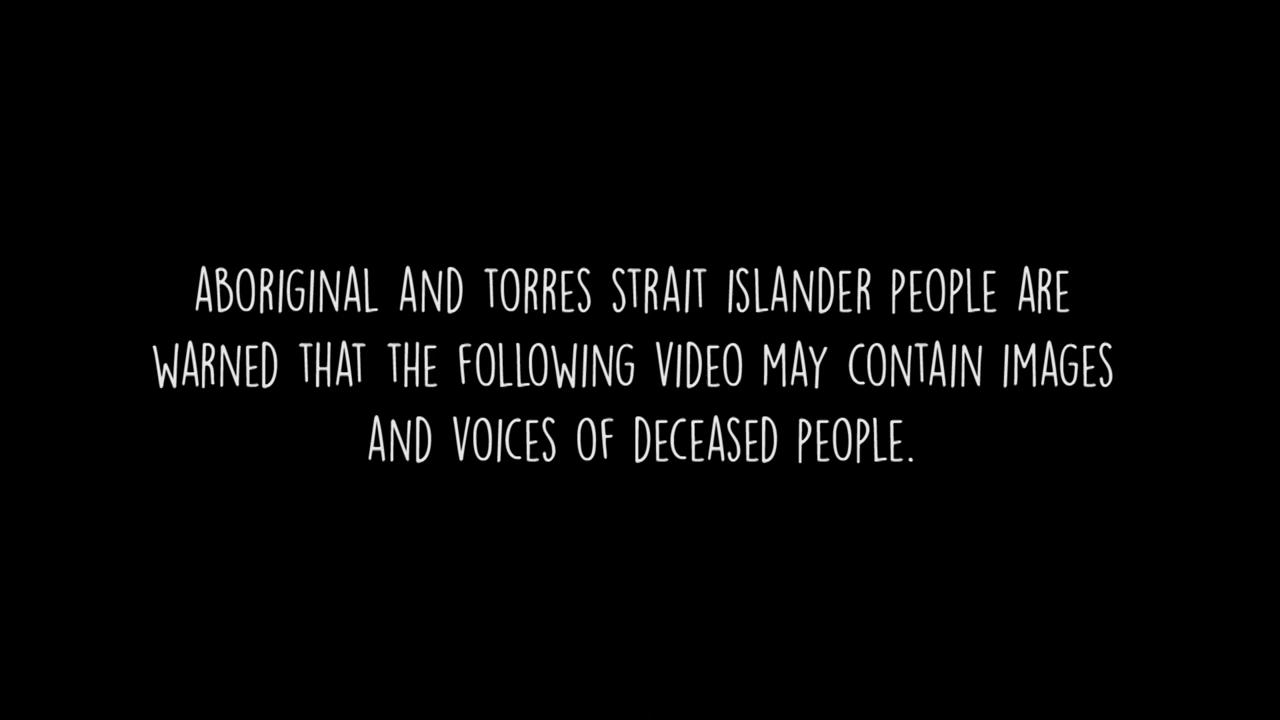 ABORIGINAL AND TORRES STRAIT ISLANDER PEOPLE ARE
WARNED THAT THE FOLLOWING VIDEO MAY CONTAIN IMAGES
AND VOICES OF DECEASED PEOPLE.